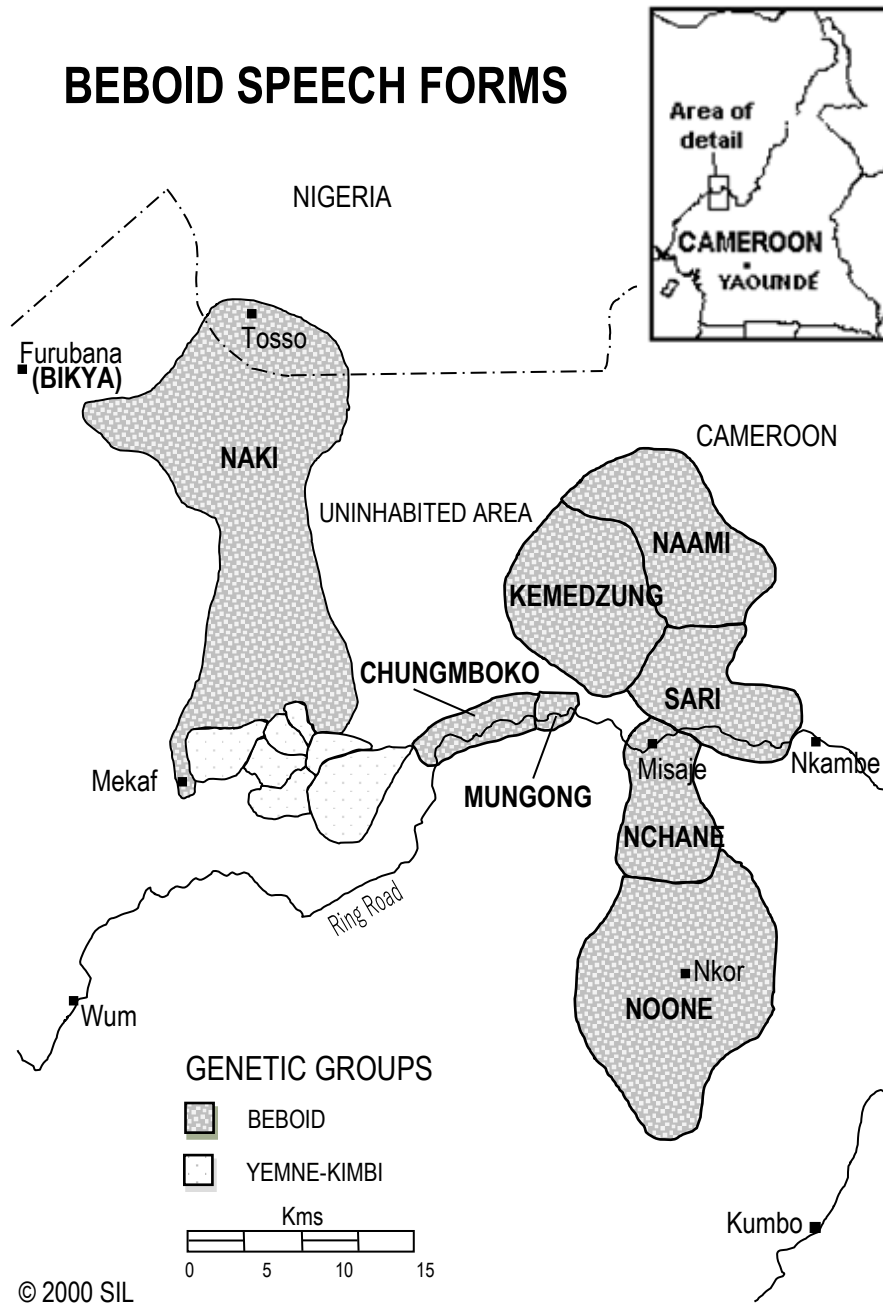 BEBOID SPEECH FORMS
Area of
detail
CAMEROON
YAOUNDÉ
NIGERIA
Tosso
Furubana
(BIKYA)
NAKI
CAMEROON
UNINHABITED AREA
NAAMI
KEMEDZUNG
CHUNGMBOKO
SARI
Mekaf
MUNGONG
Misaje
Nkambe
NCHANE
Ring Road
Nkor
NOONE
Wum
GENETIC GROUPS
BEBOID
YEMNE-KIMBI
Kms
0 5 10 15
Kumbo
© 2000 SIL